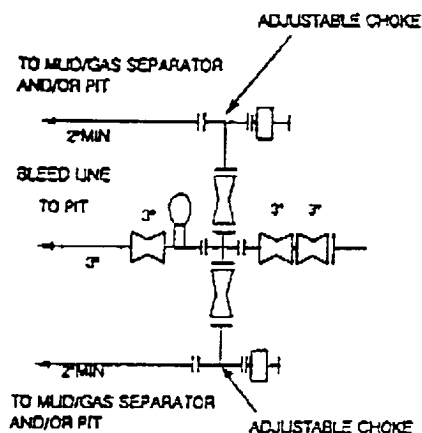 ADJUSTABLE CHOKE
TO MUD/GAS SEPARATOR
AND/OR PIT
2"MIN
BLEED LINE
TO PIT
3"
3" 3"
3"
2"MIN
TO MUD/GAS SEPARATOR
AND/OR PIT
ADJUSTABLE CHOKE